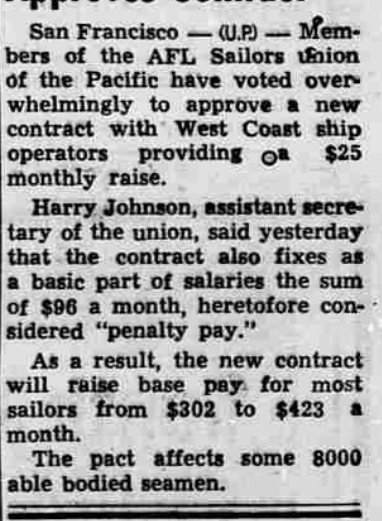 San Francisco — (U.P.) — Mem-
bers of the AFL Sailors Union
of the Pacific have voted over-
whelmingly to approve a new
contract with West Coast ship
operators providing a $25
monthly raise.
Harry Johnson, assistant secre-
tary of the union, said yesterday
that the contract also fixes as
a basic part of salaries the sum
of $96 a month, heretofore con-
sidered "penalty pay."
As a result, the new contract
will raise base pay for most
sailors from $302 to $423 a
month.
The pact affects some 8000
able bodied seamen.